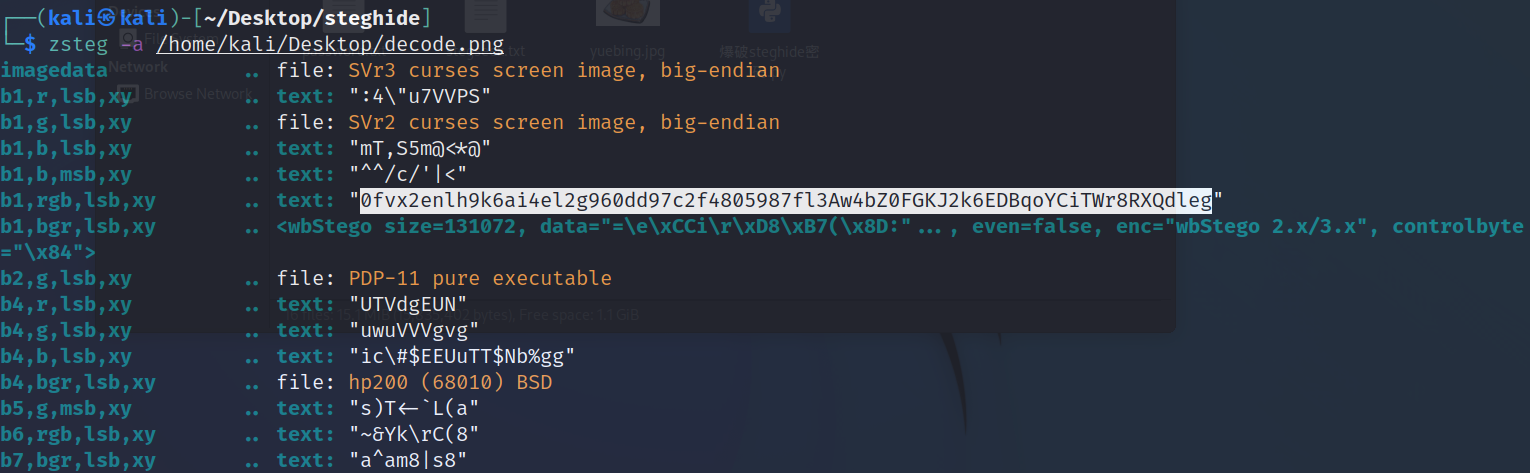 ┌──(kali㉿kali)-[~/Desktop/steghide]
└─$ zsteg -a /home/kali/Desktop/decode.png
txt
yuebing.jpg
爆破steghide密
imagedata .. file: SVr3 curses screen image, big-endian
Network
b1,r,lsb,xy .. text: ":4\"u7VVPS"
Browse Network
b1,g,lsb,xy .. file: SVr2 curses screen image, big-endian
b1,b,lsb,xy .. text: "mT,S5m@<*@"
b1,b,msb,xy .. text: "^^/c/'|<"
b1,rgb,lsb,xy .. text: "0fvx2enlh9k6ai4el2g960dd97c2f4805987fl3Aw4bZ0FGKJ2k6EDBqoYCiTWr8RXQdleg"
b1,bgr,lsb,xy .. <wbStego size=131072, data="=\e\xCCi\r\xD8\xB7(\x8D:"..., even=false, enc="wbStego 2.x/3.x", controlbyte
="\x84">
b2,g,lsb,xy .. file: PDP-11 pure executable
b4,r,lsb,xy .. text: "UTVdgEUN"
Free space: 1.1 GiB
b4,g,lsb,xy .. text: "uwuVVVgvg"
b4,b,lsb,xy .. text: "ic\#$EEUuTT$Nb%gg"
b4,bgr,lsb,xy .. file: hp200 (68010) BSD
b5,g,msb,xy .. text: "s)T<-`L(a"
b6,rgb,lsb,xy .. text: "~&Yk\rC(8"
b7,bgr,lsb,xy .. text: "a^am8|s8"